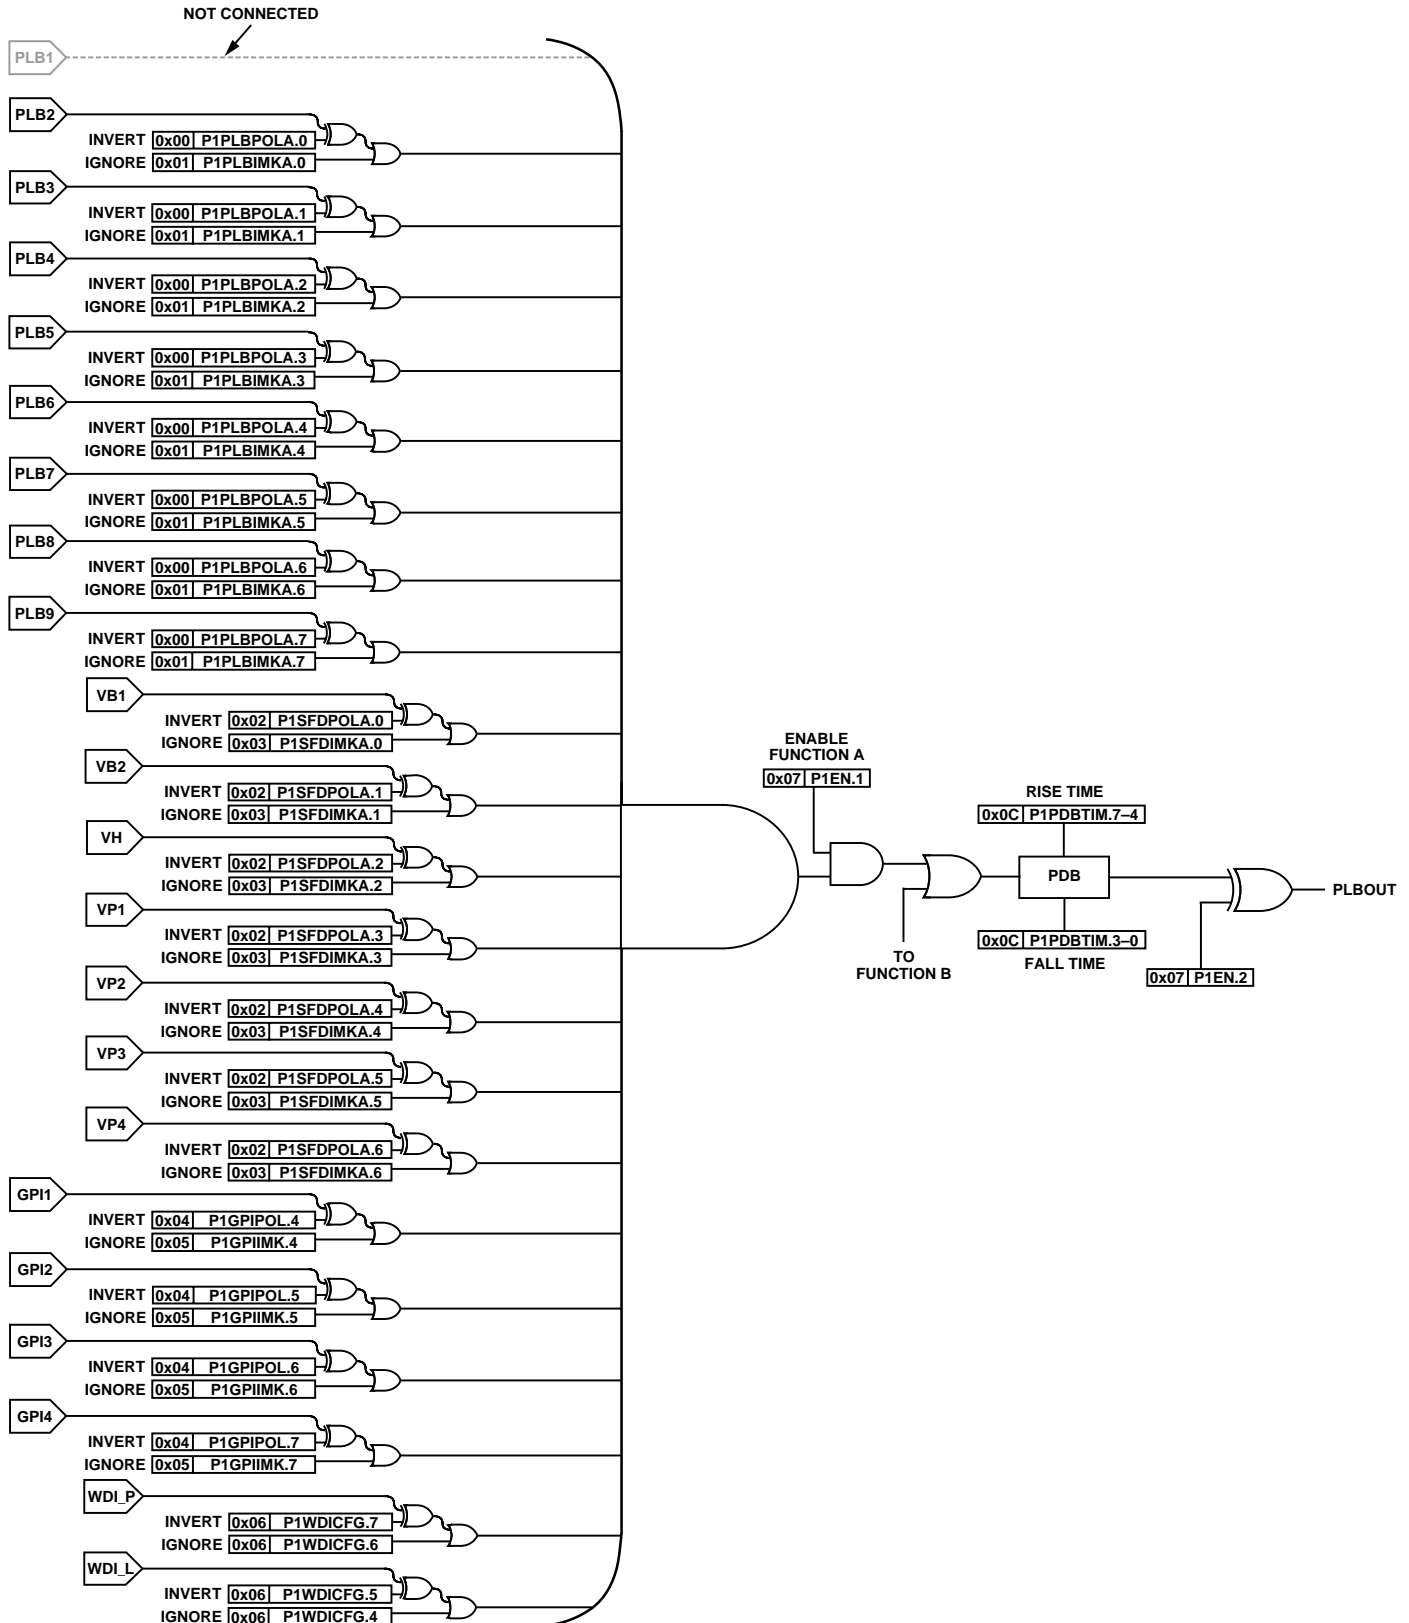 NOT CONNECTED
PLB1
PLB2
INVERT 0x00 P1PLBPOLA.0
IGNORE 0x01 P1PLBIMKA.0
PLB3
INVERT 0x00 P1PLBPOLA.1
IGNORE 0x01 P1PLBIMKA.1
PLB4
INVERT 0x00 P1PLBPOLA.2
IGNORE 0x01 P1PLBIMKA.2
PLB5
INVERT 0x00 P1PLBPOLA.3
IGNORE 0x01 P1PLBIMKA.3
PLB6
INVERT 0x00 P1PLBPOLA.4
IGNORE 0x01 P1PLBIMKA.4
PLB7
INVERT 0x00 P1PLBPOLA.5
IGNORE 0x01 P1PLBIMKA.5
PLB8
INVERT 0x00 P1PLBPOLA.6
IGNORE 0x01 P1PLBIMKA.6
PLB9
INVERT 0x00 P1PLBPOLA.7
IGNORE 0x01 P1PLBIMKA.7
VB1
INVERT 0x02 P1SFDPOLA.0
IGNORE 0x03 P1SFDIMKA.0
VB2
INVERT 0x02 P1SFDPOLA.1
IGNORE 0x03 P1SFDIMKA.1
VH
INVERT 0x02 P1SFDPOLA.2
IGNORE 0x03 P1SFDIMKA.2
VP1
INVERT 0x02 P1SFDPOLA.3
IGNORE 0x03 P1SFDIMKA.3
VP2
INVERT 0x02 P1SFDPOLA.4
IGNORE 0x03 P1SFDIMKA.4
VP3
INVERT 0x02 P1SFDPOLA.5
IGNORE 0x03 P1SFDIMKA.5
VP4
INVERT 0x02 P1SFDPOLA.6
IGNORE 0x03 P1SFDIMKA.6
GPI1
INVERT 0x04 P1GPIPOL.4
IGNORE 0x05 P1GPIIMK.4
GPI2
INVERT 0x04 P1GPIPOL.5
IGNORE 0x05 P1GPIIMK.5
GPI3
INVERT 0x04 P1GPIPOL.6
IGNORE 0x05 P1GPIIMK.6
GPI4
INVERT 0x04 P1GPIPOL.7
IGNORE 0x05 P1GPIIMK.7
WDI_P
INVERT 0x06 P1WDICFG.7
IGNORE 0x06 P1WDICFG.6
WDI_L
INVERT 0x06 P1WDICFG.5
IGNORE 0x06 P1WDICFG.4
ENABLE
FUNCTION A
0x07 P1EN.1
TO
FUNCTION B
RISE TIME
0x0C P1PDBTIM.7–4
PDB
0x0C P1PDBTIM.3–0
FALL TIME
0x07 P1EN.2
PLBOUT